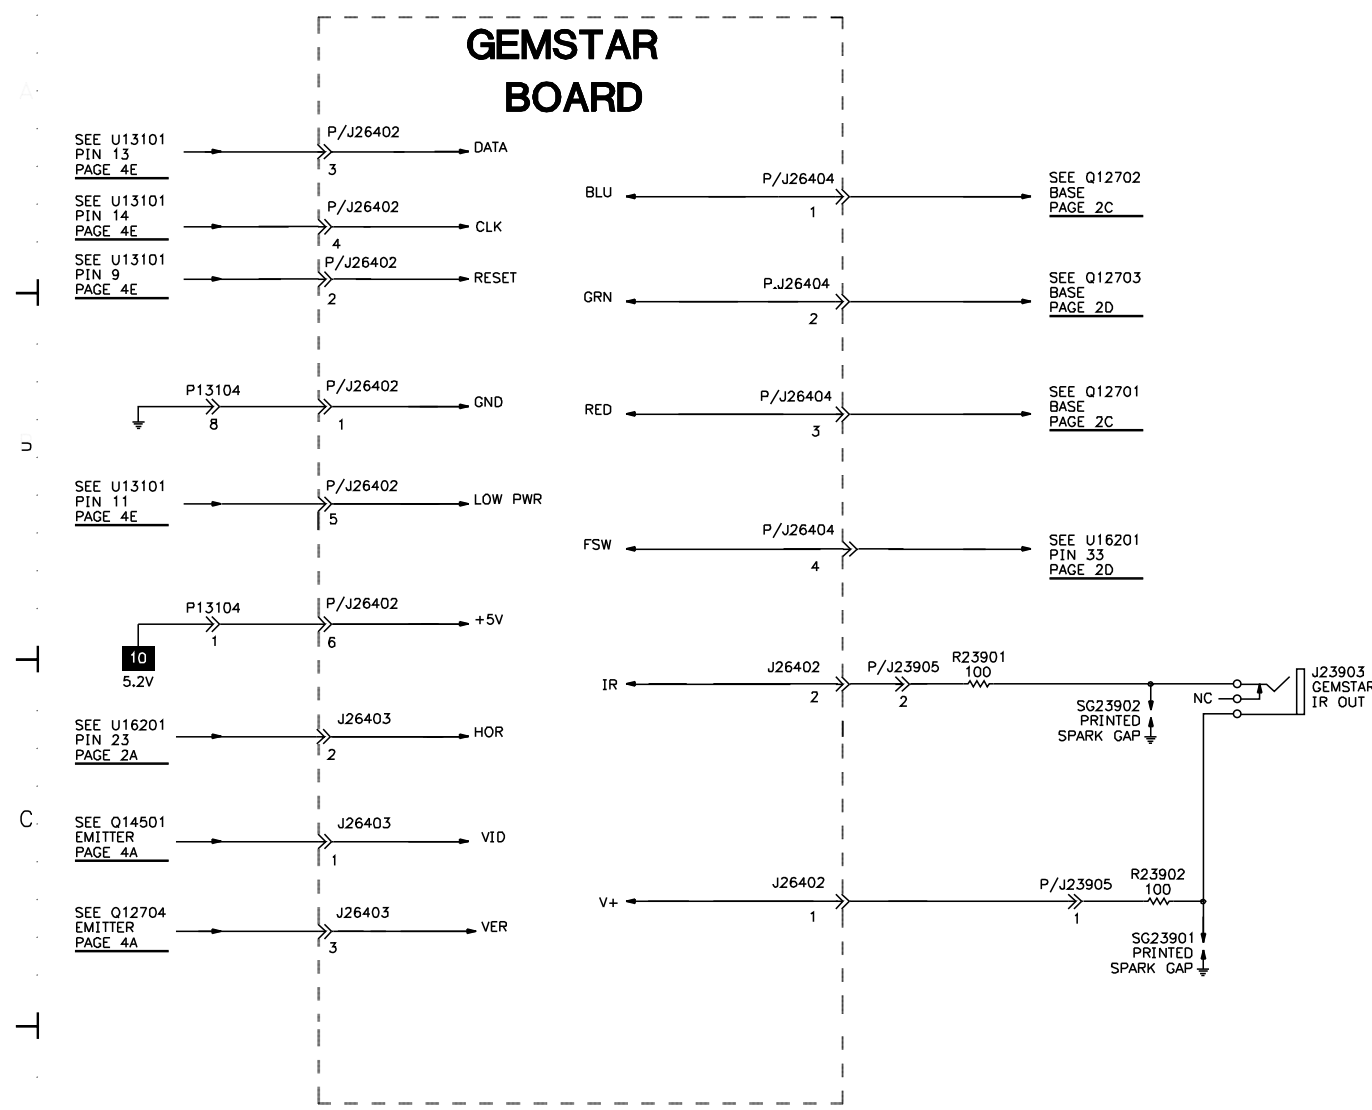 GEMSTAR
BOARD
SEE U13101
PIN 13
PAGE 4E
P/J26402
3
DATA
SEE U13101
PIN 14
PAGE 4E
P/J26402
4
CLK
SEE U13101
PIN 9
PAGE 4E
P/J26402
2
RESET
P13104
8
P/J26402
1
GND
SEE U13101
PIN 11
PAGE 4E
P/J26402
5
LOW PWR
P13104
1
P/J26402
6
+5V
10
5.2V
SEE U16201
PIN 23
PAGE 2A
J26403
2
HOR
SEE Q14501
EMITTER
PAGE 4A
J26403
1
VID
SEE Q12704
EMITTER
PAGE 4A
J26403
3
VER
BLU
P/J26404
1
SEE Q12702
BASE
PAGE 2C
GRN
P.J26404
2
SEE Q12703
BASE
PAGE 2D
RED
P/J26404
3
SEE Q12701
BASE
PAGE 2C
FSW
P/J26404
4
SEE U16201
PIN 33
PAGE 2D
IR
J26402
2
P/J23905
2
R23901
100
SG23902
PRINTED
SPARK GAP
NC
J23903
GEMSTAR
IR OUT
V+
J26402
1
P/J23905
1
R23902
100
SG23901
PRINTED
SPARK GAP
C